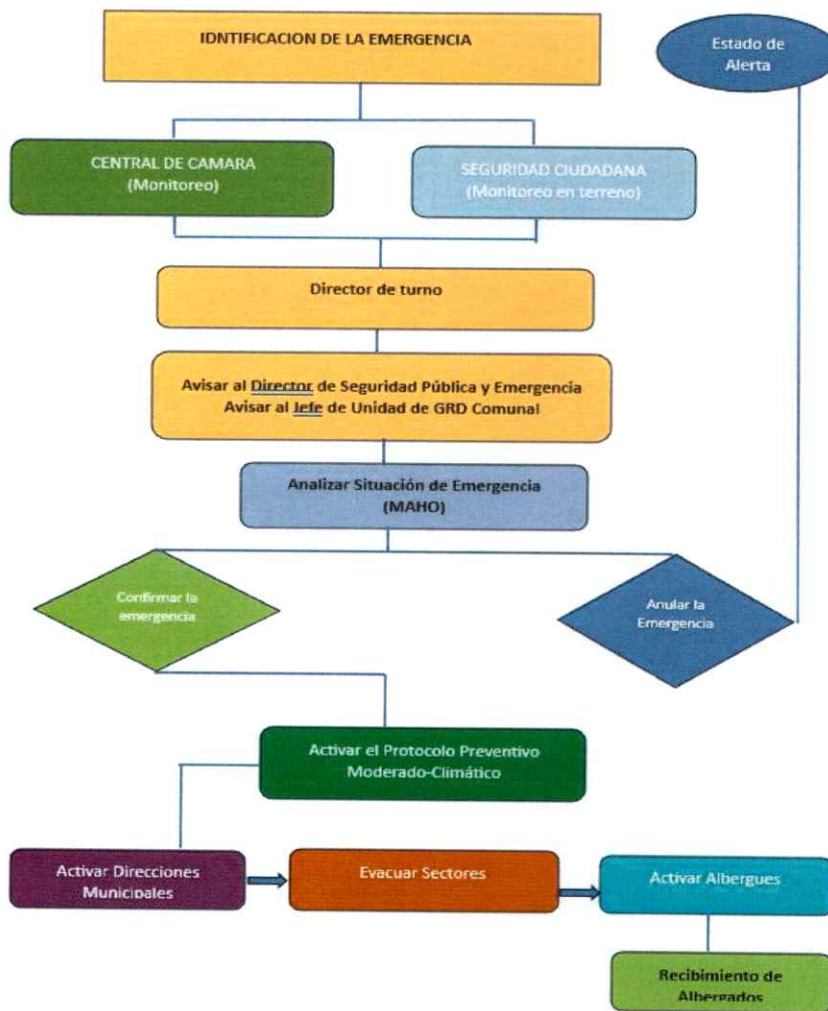 IDNTIFICACION DE LA EMERGENCIA
Estado de
Alerta
CENTRAL DE CAMARA
(Monitoreo)
SEGURIDAD CIUDADANA
(Monitoreo en terreno)
Director de turno
Avisar al Director de Seguridad Pública y Emergencia
Avisar al Jefe de Unidad de GRD Comunal
Analizar Situación de Emergencia
(MAHO)
Confirmar la
emergencia
Anular la
Emergencia
Activar el Protocolo Preventivo
Moderado-Climático
Activar Direcciones
Municipales
Evacuar Sectores
Activar Albergues
Recibimiento de
Albergados